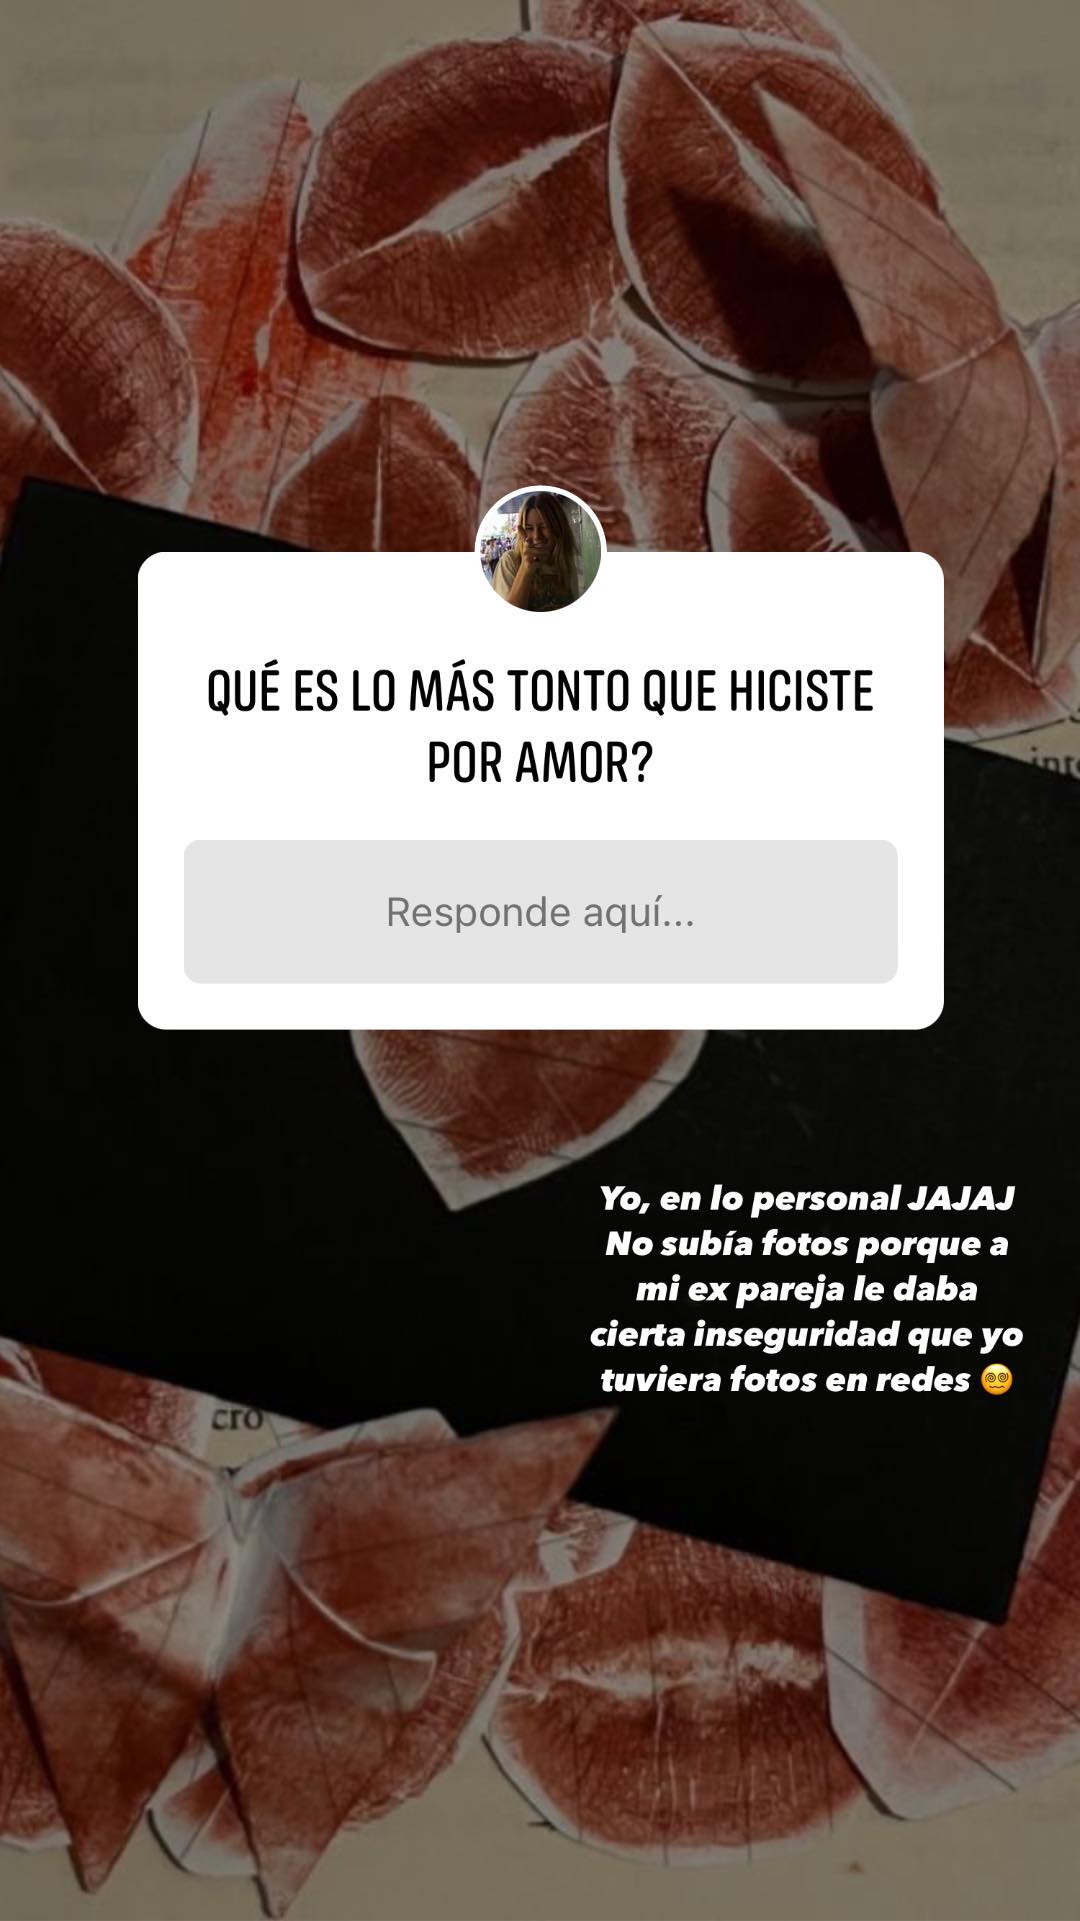 QUÉ ES LO MÁS TONTO QUE HICISTE
POR AMOR?
Responde aquí...
Yo, en lo personal JAJAJ
No subía fotos porque a
mi ex pareja le daba
cierta inseguridad que yo
tuviera fotos en redes 😵‍💫
cro